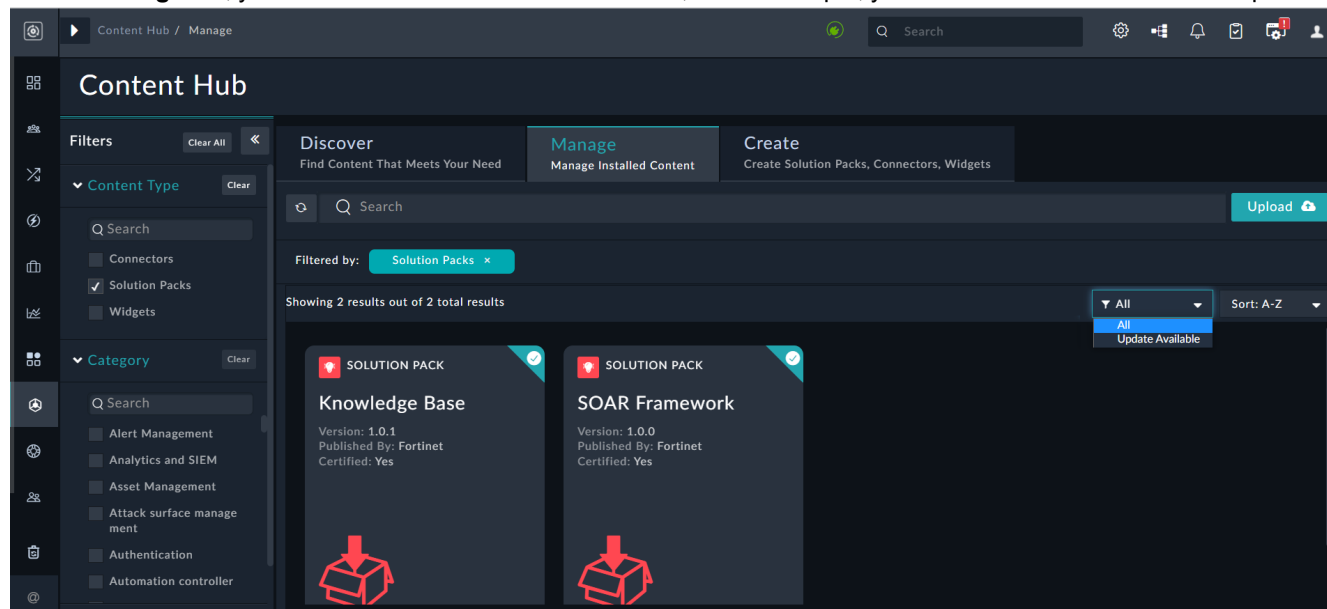 Content Hub / Manage
Search
Content Hub
Filters
Clear All
Content Type
Clear
Search
Connectors
Solution Packs
Widgets
Category
Clear
Search
Alert Management
Analytics and SIEM
Asset Management
Attack surface manage
ment
Authentication
Automation controller
Discover
Find Content That Meets Your Need
Manage
Manage Installed Content
Create
Create Solution Packs, Connectors, Widgets
Search
Upload
Filtered by:
Solution Packs ×
Showing 2 results out of 2 total results
All
All
Update Available
Sort: A-Z
SOLUTION PACK
Knowledge Base
Version: 1.0.1
Published By: Fortinet
Certified: Yes
SOLUTION PACK
SOAR Framework
Version: 1.0.0
Published By: Fortinet
Certified: Yes